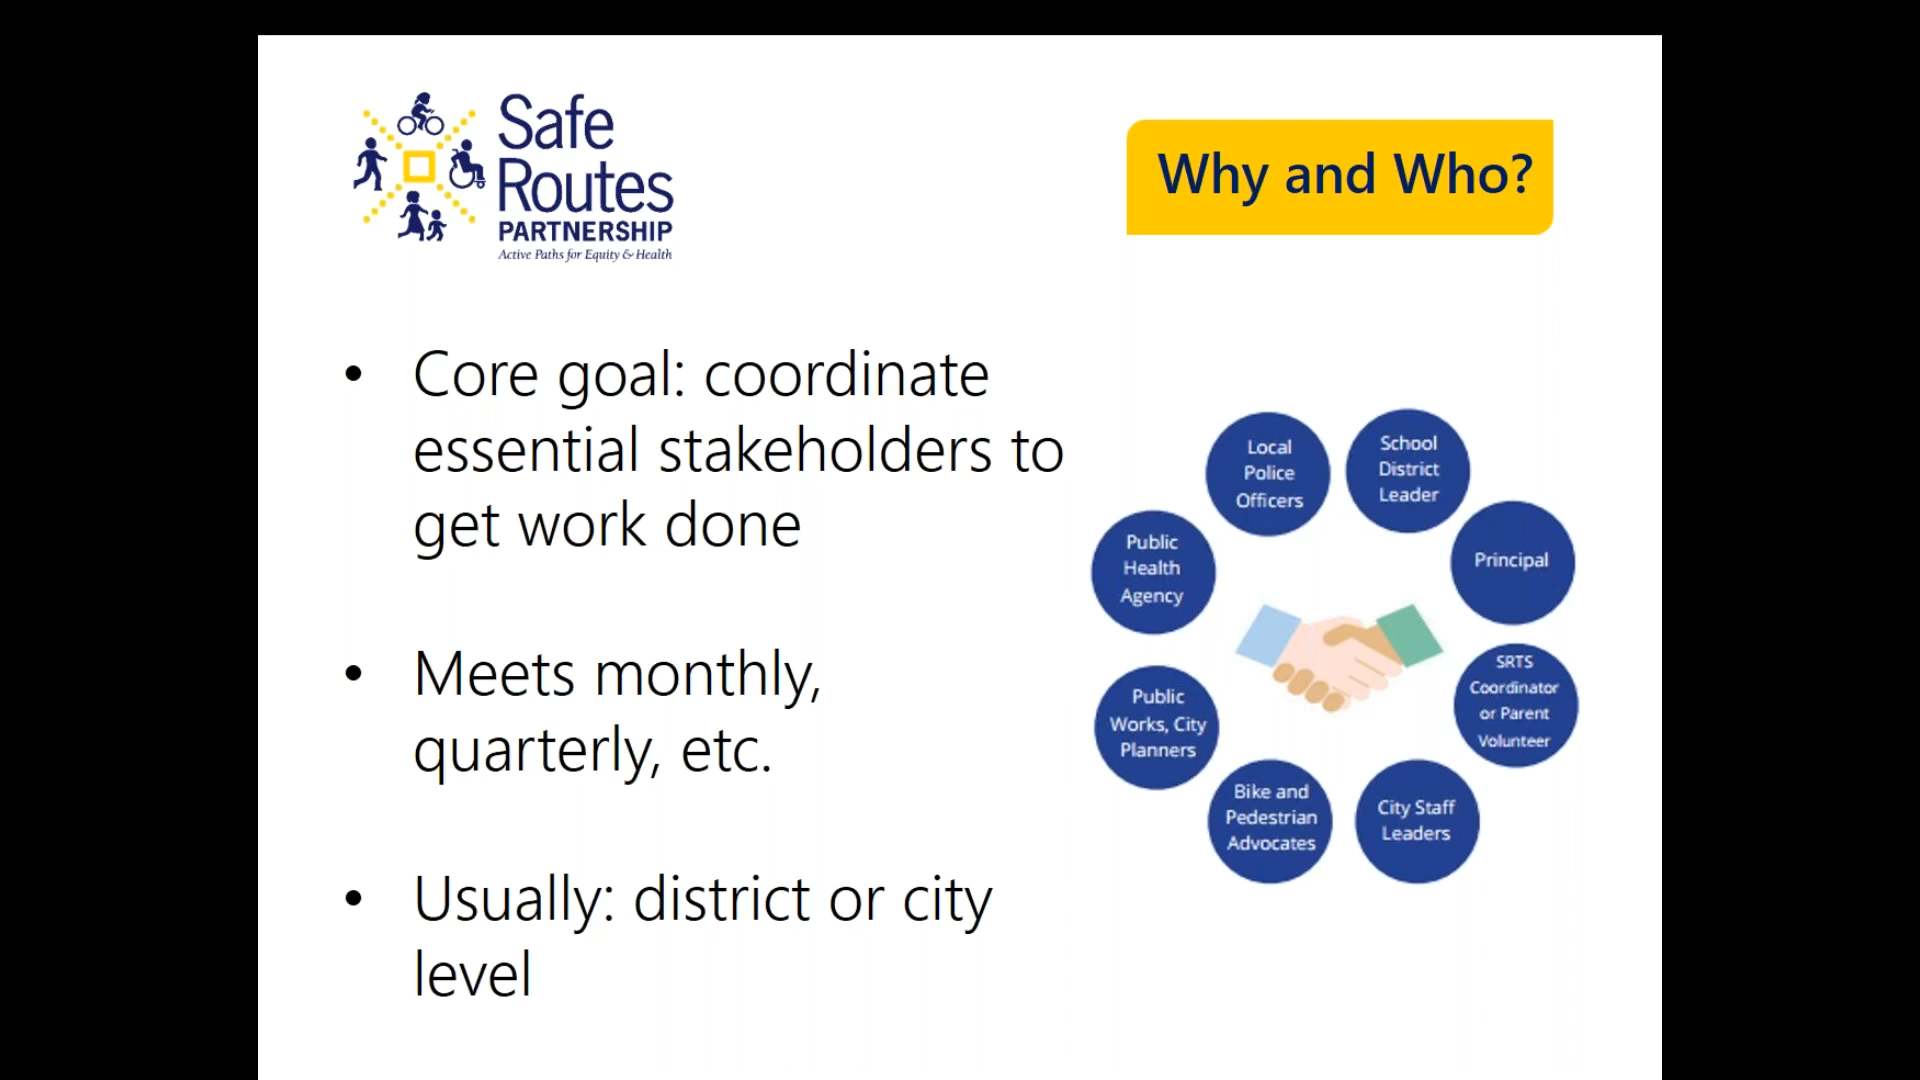 Safe
Routes
PARTNERSHIP
Active Paths for Equity & Health
Why and Who?
• Core goal: coordinate
essential stakeholders to
get work done
• Meets monthly,
quarterly, etc.
• Usually: district or city
level
Local
Police
Officers
School
District
Leader
Principal
SRTS
Coordinator
or Parent
Volunteer
City Staff
Leaders
Bike and
Pedestrian
Advocates
Public
Works, City
Planners
Public
Health
Agency